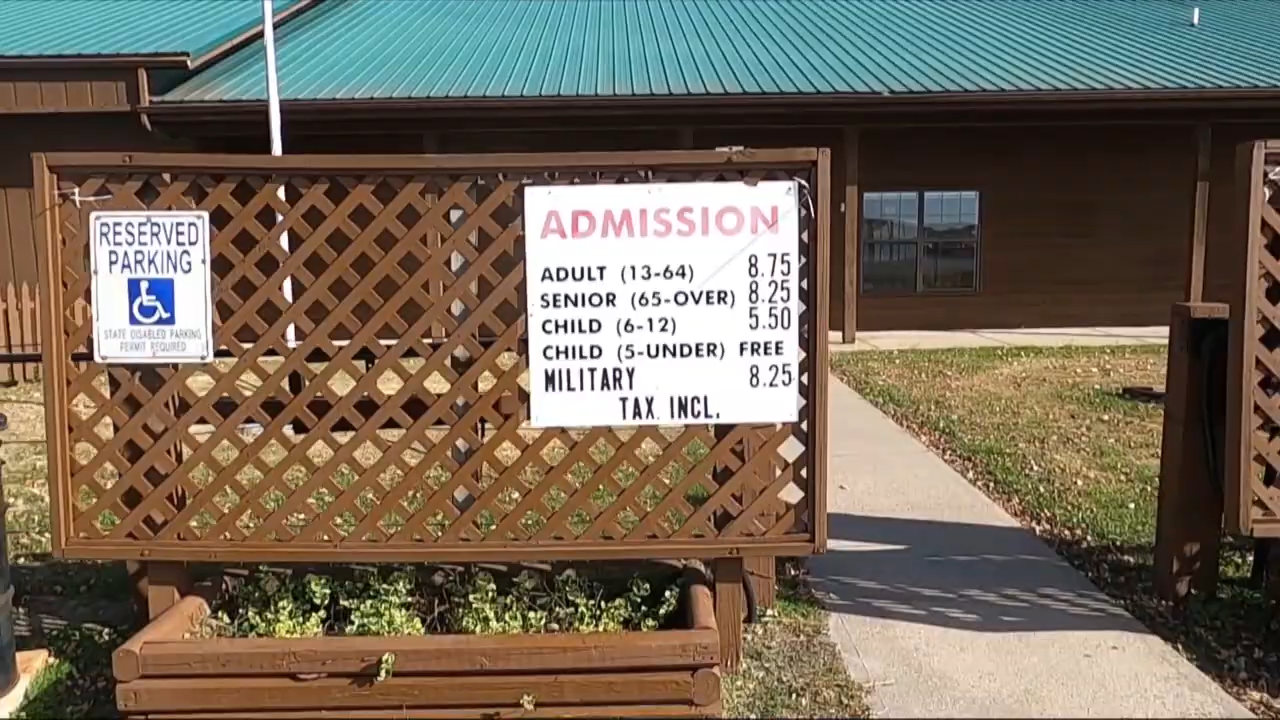 RESERVED
PARKING
STATE DISABLED PARKING
PERMIT REQUIRED
ADMISSION
ADULT (13-64) 8.75
SENIOR (65-OVER) 8.25
CHILD (6-12) 5.50
CHILD (5-UNDER) FREE
MILITARY 8.25
TAX. INCL.